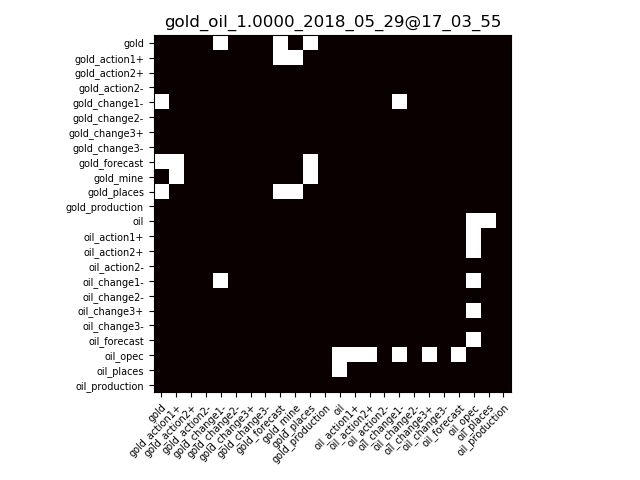 gold_oil_1.0000_2018_05_29@17_03_55
gold
gold_action1+
gold_action2+
gold_action2-
gold_change1-
gold_change2-
gold_change3+
gold_change3-
gold_forecast
gold_mine
gold_places
gold_production
oil
oil_action1+
oil_action2+
oil_action2-
oil_change1-
oil_change2-
oil_change3+
oil_change3-
oil_forecast
oil_opec
oil_places
oil_production
gold
gold_action1+
gold_action2+
gold_action2-
gold_change1-
gold_change2-
gold_change3+
gold_change3-
gold_forecast
gold_mine
gold_places
gold_production
oil
oil_action1+
oil_action2+
oil_action2-
oil_change1-
oil_change2-
oil_change3+
oil_change3-
oil_forecast
oil_opec
oil_places
oil_production